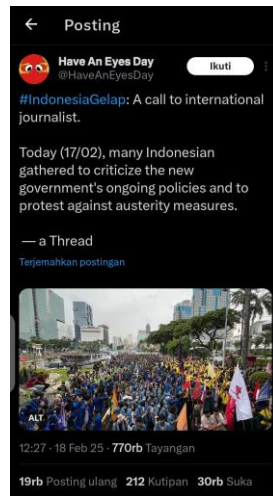 Posting
Have An Eyes Day
@HaveAnEyesDay
Ikuti
#IndonesiaGelap: A call to international
journalist.
Today (17/02), many Indonesian
gathered to criticize the new
government's ongoing policies and to
protest against austerity measures.
— a Thread
Terjemahkan postingan
ALT
12:27 · 18 Feb 25 · 770rb Tayangan
19rb Posting ulang 212 Kutipan 30rb Suka